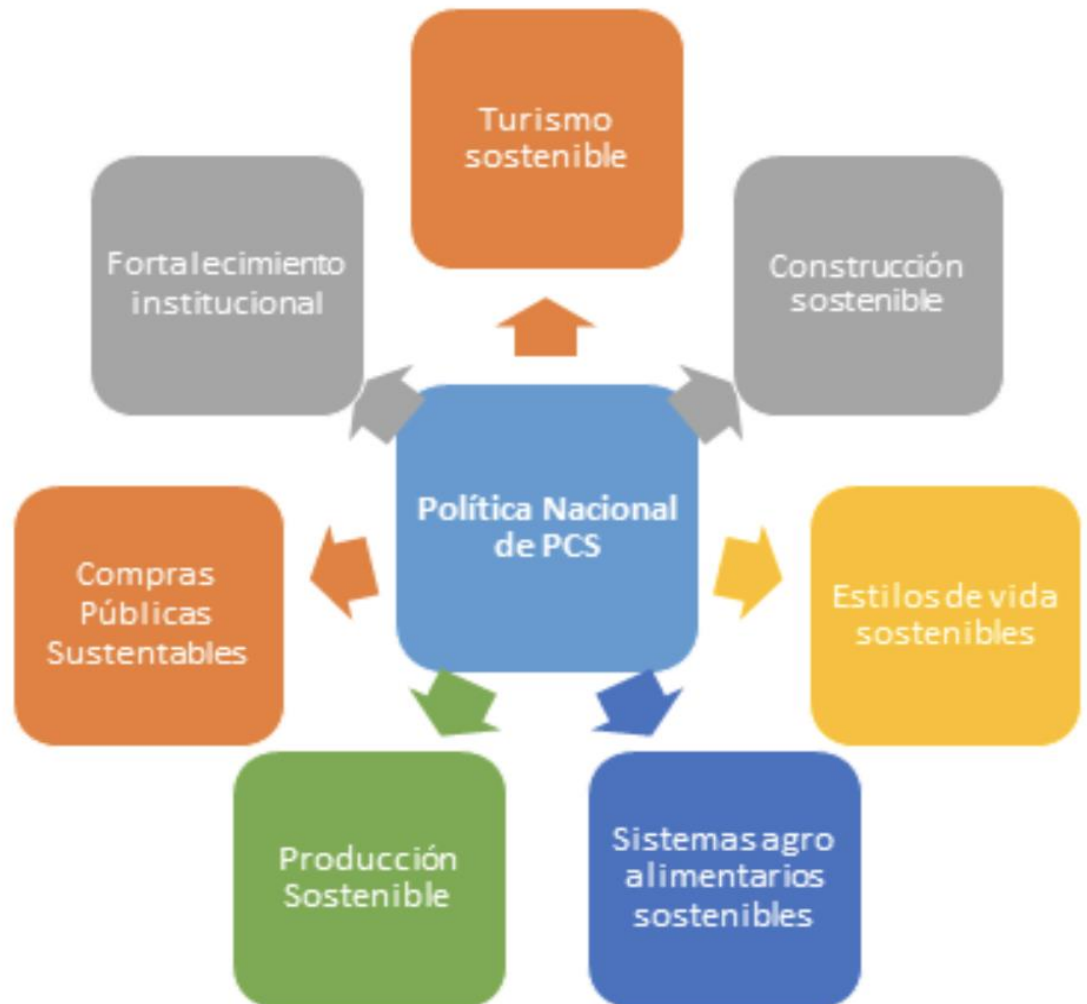 Turismo
sostenible
Fortalecimiento
institucional
Construcción
sostenible
Política Nacional
de PCS
Compras
Públicas
Sustentables
Estilos de vida
sostenibles
Producción
Sostenible
Sistemas agro
alimentarios
sostenibles